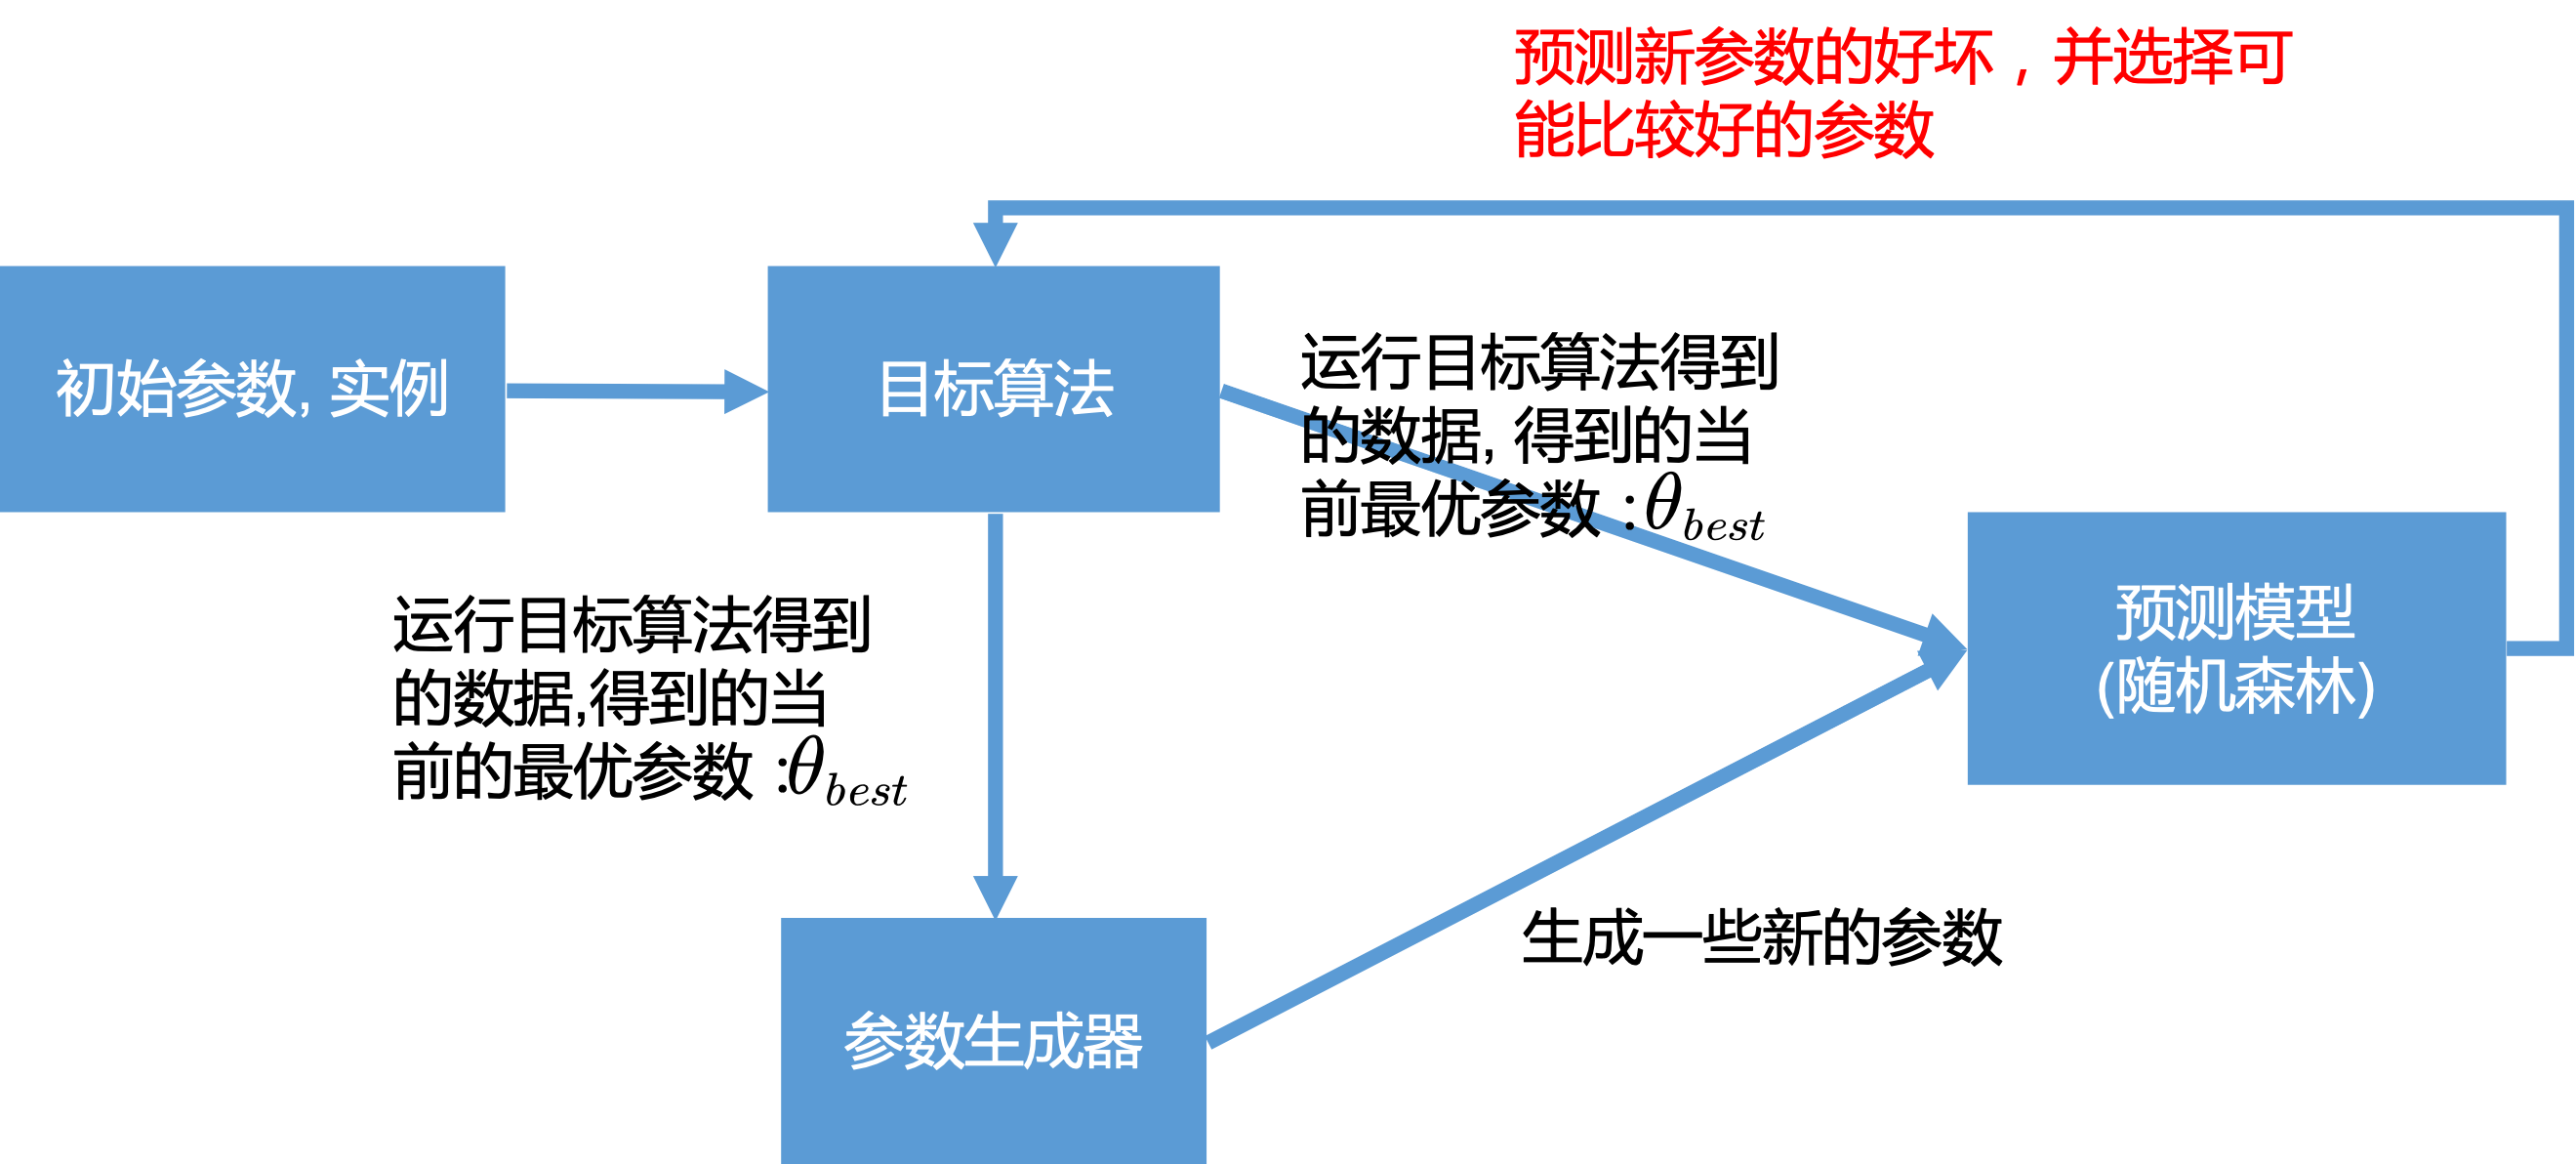 预测新参数的好坏，并选择可
能比较好的参数
初始参数, 实例
目标算法
运行目标算法得到
的数据, 得到的当
前最优参数：θbest
运行目标算法得到
的数据,得到的当
前的最优参数：θbest
预测模型
(随机森林)
生成一些新的参数
参数生成器